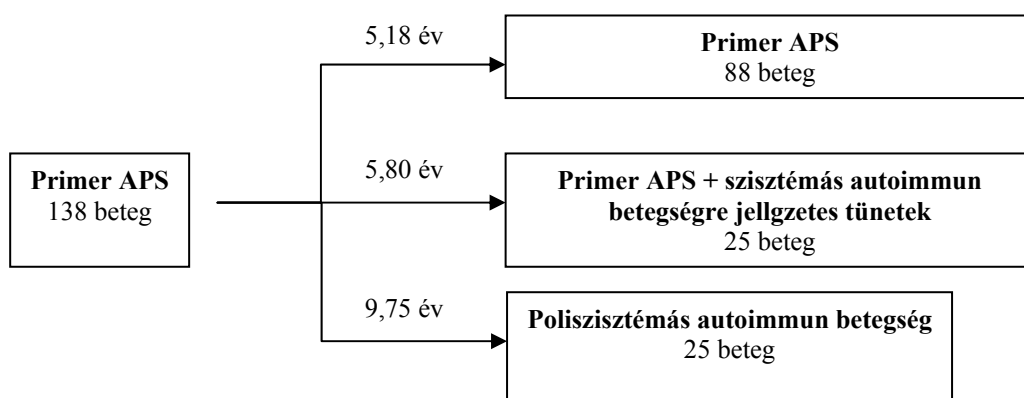 5,18 év
Primer APS
88 beteg
Primer APS
138 beteg
5,80 év
Primer APS + szisztémás autoimmun
betegségre jellgzetes tünetek
25 beteg
9,75 év
Poliszisztémás autoimmun betegség
25 beteg